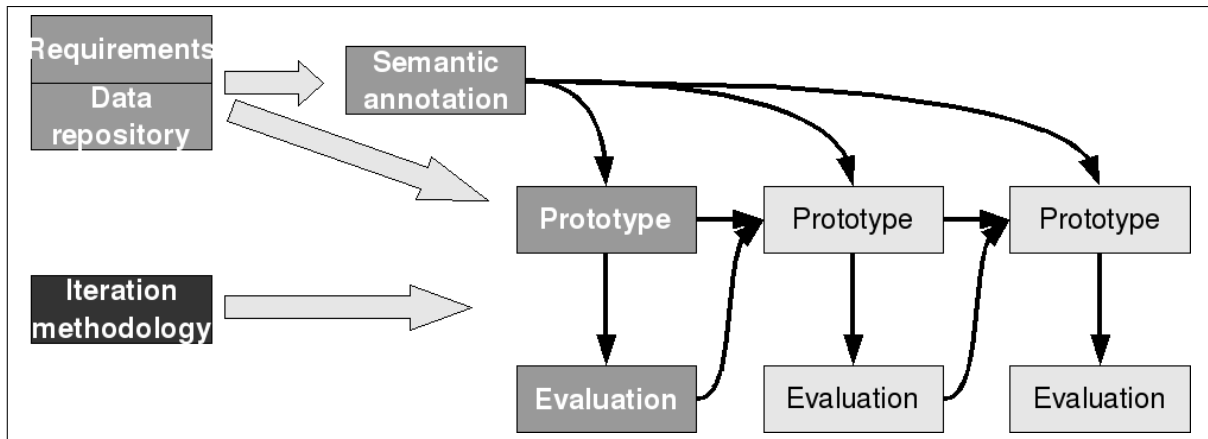 Requirements
Data
repository
Semantic
annotation
Prototype
Prototype
Prototype
Iteration
methodology
Evaluation
Evaluation
Evaluation